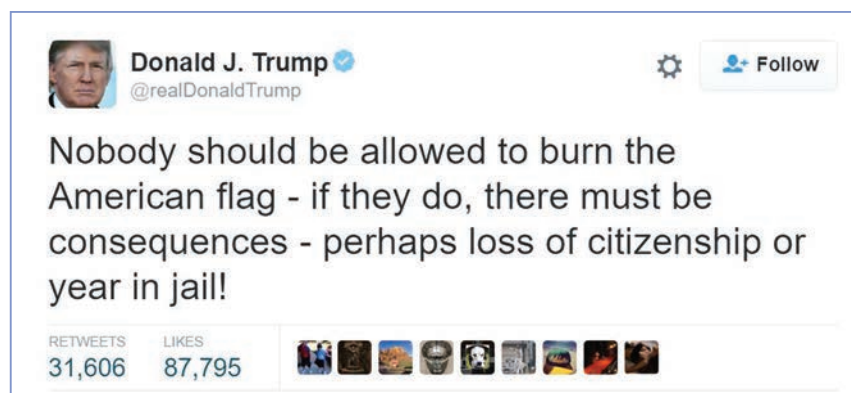 Donald J. Trump
@realDonaldTrump
Follow
Nobody should be allowed to burn the
American flag - if they do, there must be
consequences - perhaps loss of citizenship or
year in jail!
RETWEETS LIKES
31,606 87,795